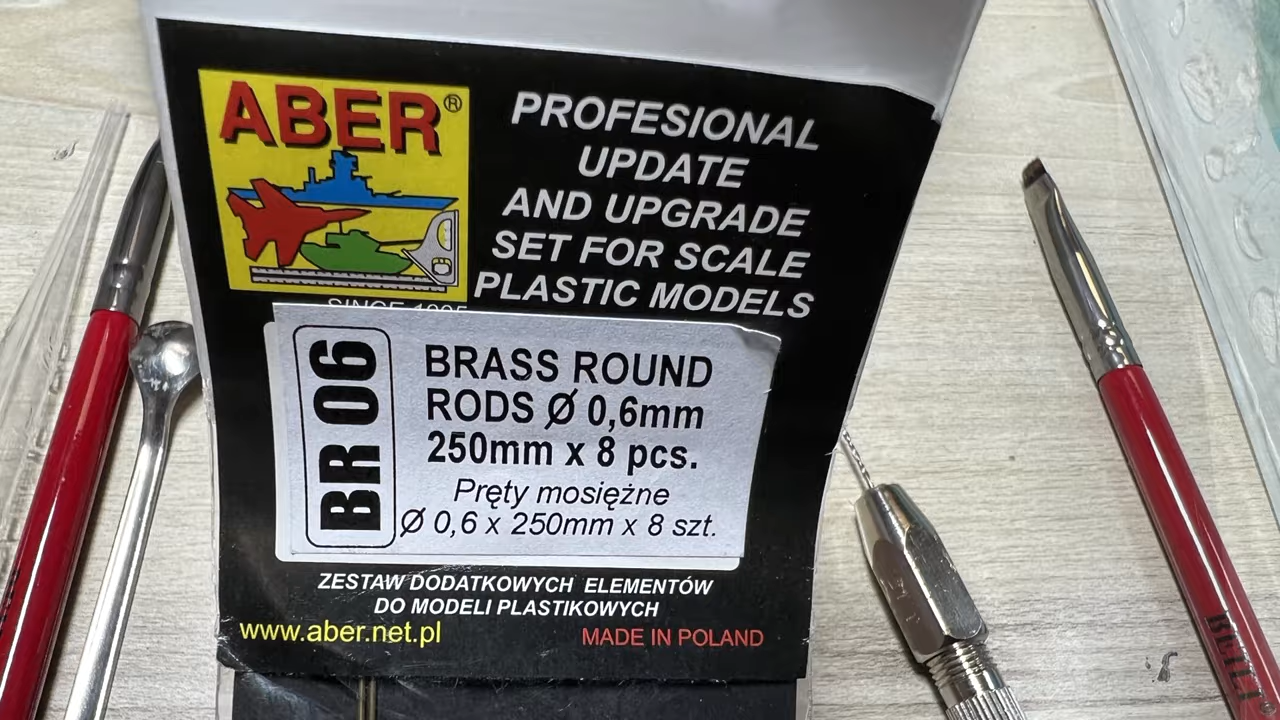 ABER®
PROFESIONAL
UPDATE
AND UPGRADE
SET FOR SCALE
PLASTIC MODELS
SINCE 1995
BR 06
BRASS ROUND
RODS Ø 0,6mm
250mm x 8 pcs.
Pręty mosiężne
Ø 0,6 x 250mm x 8 szt.
ZESTAW DODATKOWYCH ELEMENTÓW
DO MODELI PLASTIKOWYCH
www.aber.net.pl
MADE IN POLAND